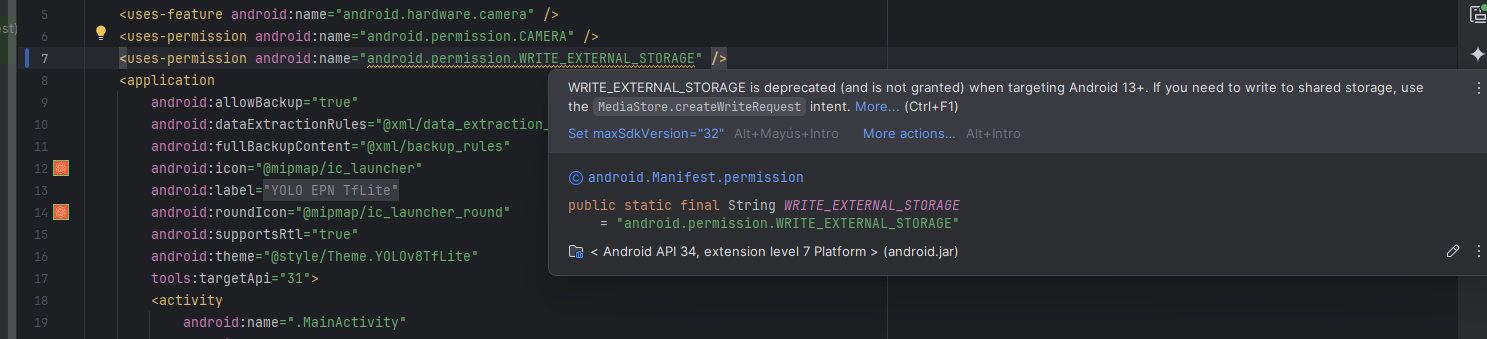 est)
5 <uses-feature android:name="android.hardware.camera" />
6 <uses-permission android:name="android.permission.CAMERA" />
7 <uses-permission android:name="android.permission.WRITE_EXTERNAL_STORAGE" />
8 <application
9 android:allowBackup="true"
10 android:dataExtractionRules="@xml/data_extraction_
11 android:fullBackupContent="@xml/backup_rules"
12 android:icon="@mipmap/ic_launcher"
13 android:label="YOLO EPN TfLite"
14 android:roundIcon="@mipmap/ic_launcher_round"
15 android:supportsRtl="true"
16 android:theme="@style/Theme.YOLOv8TfLite"
17 tools:targetApi="31">
18 <activity
19 android:name=".MainActivity"
WRITE_EXTERNAL_STORAGE is deprecated (and is not granted) when targeting Android 13+. If you need to write to shared storage, use
the MediaStore.createWriteRequest intent. More... (Ctrl+F1)
Set maxSdkVersion="32" Alt+Mayús+Intro More actions... Alt+Intro
android.Manifest.permission
public static final String WRITE_EXTERNAL_STORAGE
= "android.permission.WRITE_EXTERNAL_STORAGE"
< Android API 34, extension level 7 Platform > (android.jar)